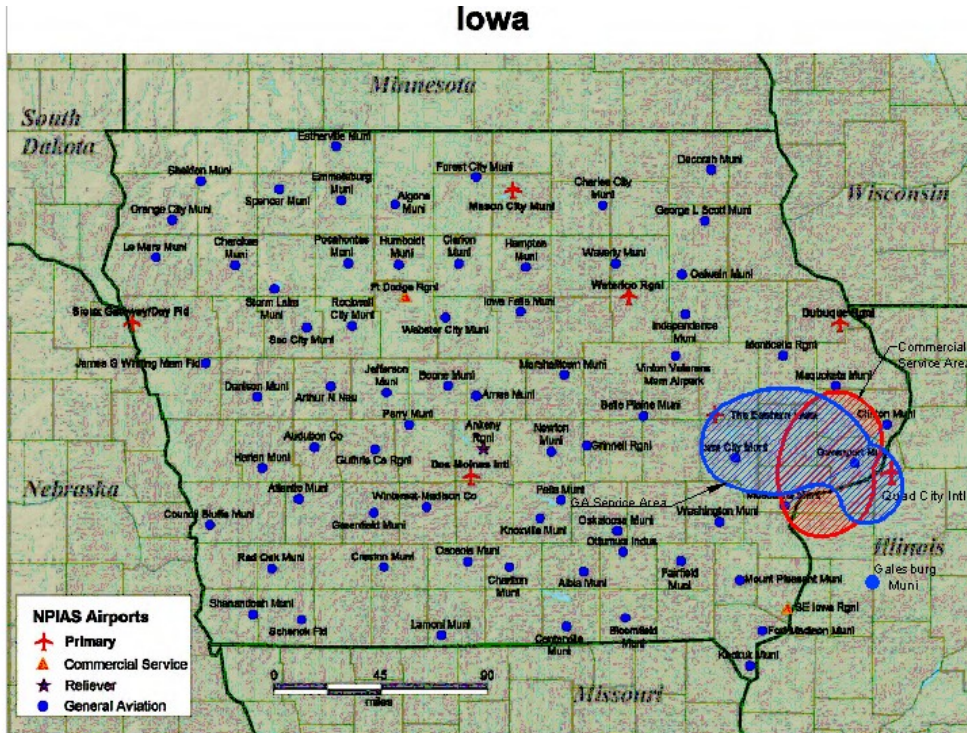 Iowa
Minnesota
South
Dakota
Wisconsin
Estherville Muni
Sheldon Muni
Emmetsburg
Muni
Spencer Muni
Forest City Muni
Algona
Muni
Mason City Muni
Charles City
Muni
Decorah Muni
Orange City Muni
George L Scott Muni
Le Mars Muni
Cherokee
Muni
Pocahontas
Muni
Humboldt
Muni
Clarion
Muni
Hampton
Muni
Waverly Muni
Oelwein Muni
Ft Dodge Rgnl
Waterloo Rgnl
Storm Lake
Muni
Rockwell
City Muni
Iowa Falls Muni
Sioux Gateway/Day Fld
Sac City Muni
Webster City Muni
Independence
Muni
Dubuque Rgnl
Commercial
Service Area
James G Whiting Mem Fld
Monticello Rgnl
Marshalltown Muni
Vinton Veterans
Mem Airpark
Jefferson
Muni
Boone Muni
Maquoketa Muni
Denison Muni
Arthur N Neu
Ames Muni
Perry Muni
Belle Plaine Muni
The Eastern Iowa
Clinton Muni
Ankeny
Rgnl
Newton
Muni
Audubon Co
Grinnell Rgnl
Harlan Muni
Guthrie Co Rgnl
Des Moines Intl
City Muni
Davenport Mu
Nebraska
Atlantic Muni
Winterset-Madison Co
Pella Muni
GA Service Area
Quad City Intl
Council Bluffs Muni
Greenfield Muni
Knoxville Muni
Oskaloosa Muni
Washington Muni
Ottumwa Indus
Illinois
Red Oak Muni
Creston Muni
Osceola Muni
Chariton
Muni
Albia Muni
Fairfield
Muni
Mount Pleasant Muni
Galesburg
Muni
Shenandoah Muni
Schenck Fld
Lamoni Muni
Centerville
Muni
Bloomfield
Muni
SE Iowa Rgnl
Fort Madison Muni
Keokuk Muni
Missouri
NPIAS Airports
Primary
Commercial Service
Reliever
General Aviation
0 45 90
miles